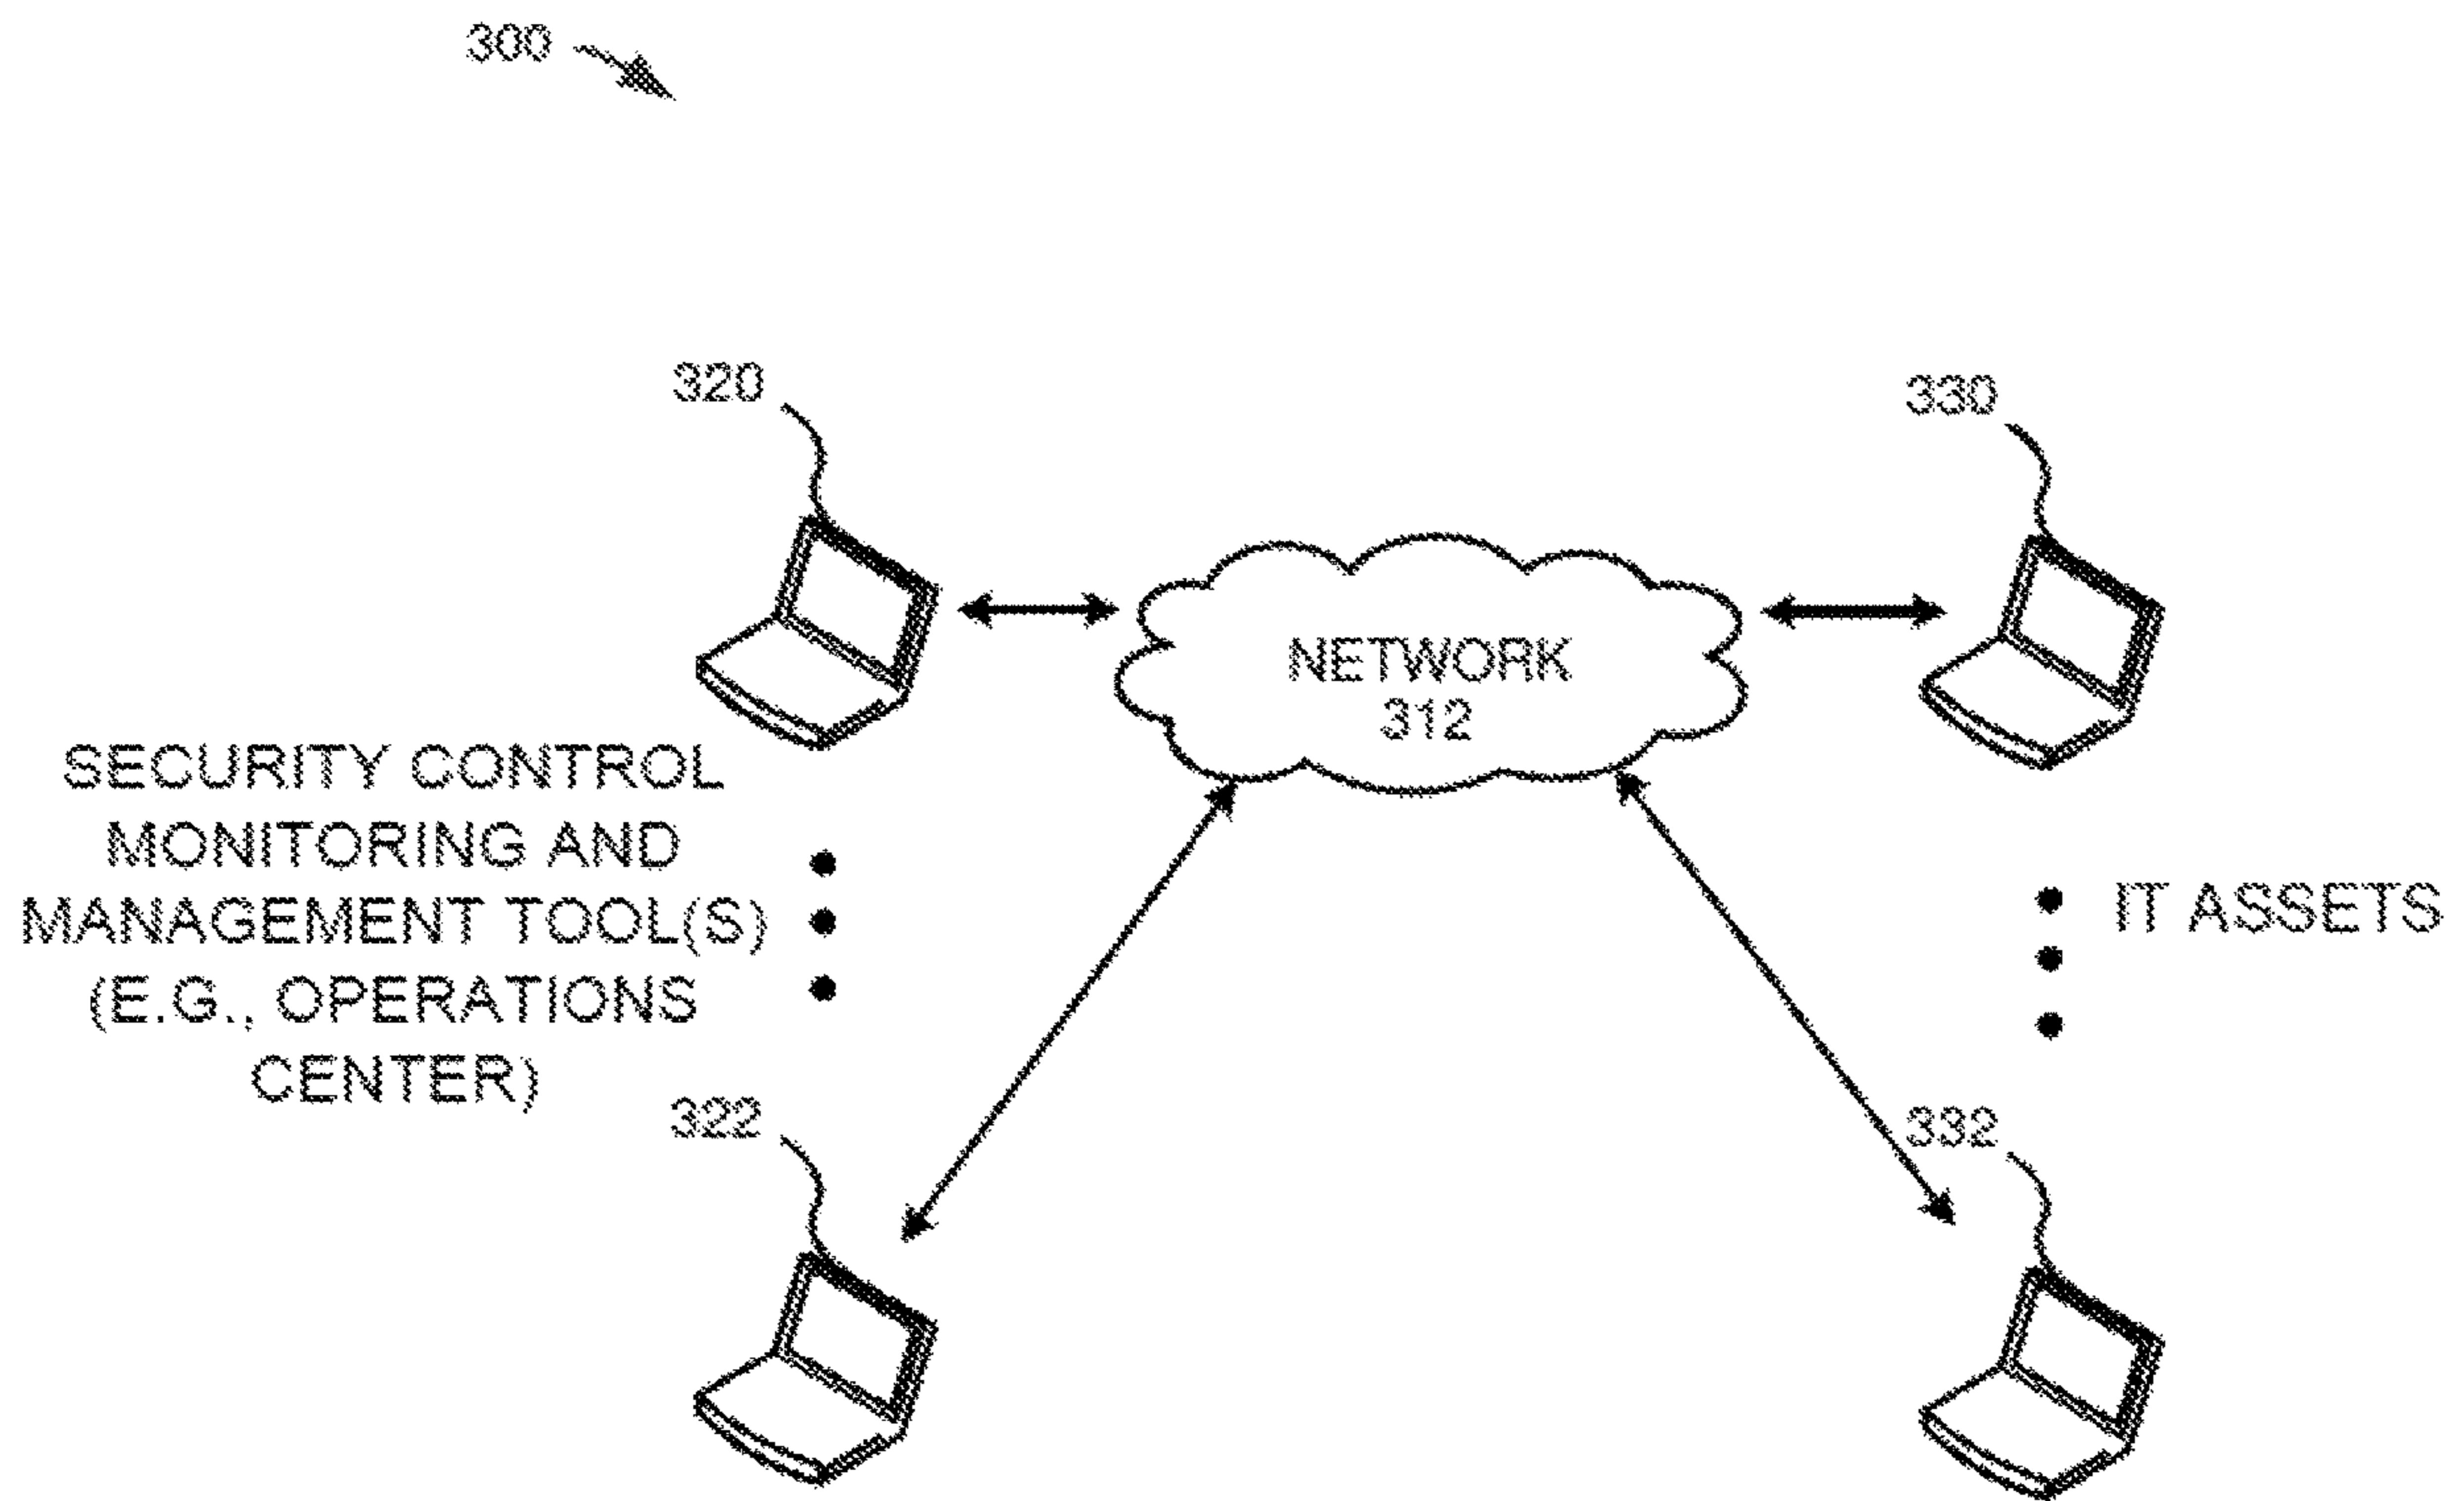 300
320
330
NETWORK
312
SECURITY CONTROL
MONITORING AND
MANAGEMENT TOOL(S)
(E.G., OPERATIONS
CENTER)
IT ASSETS
322
332